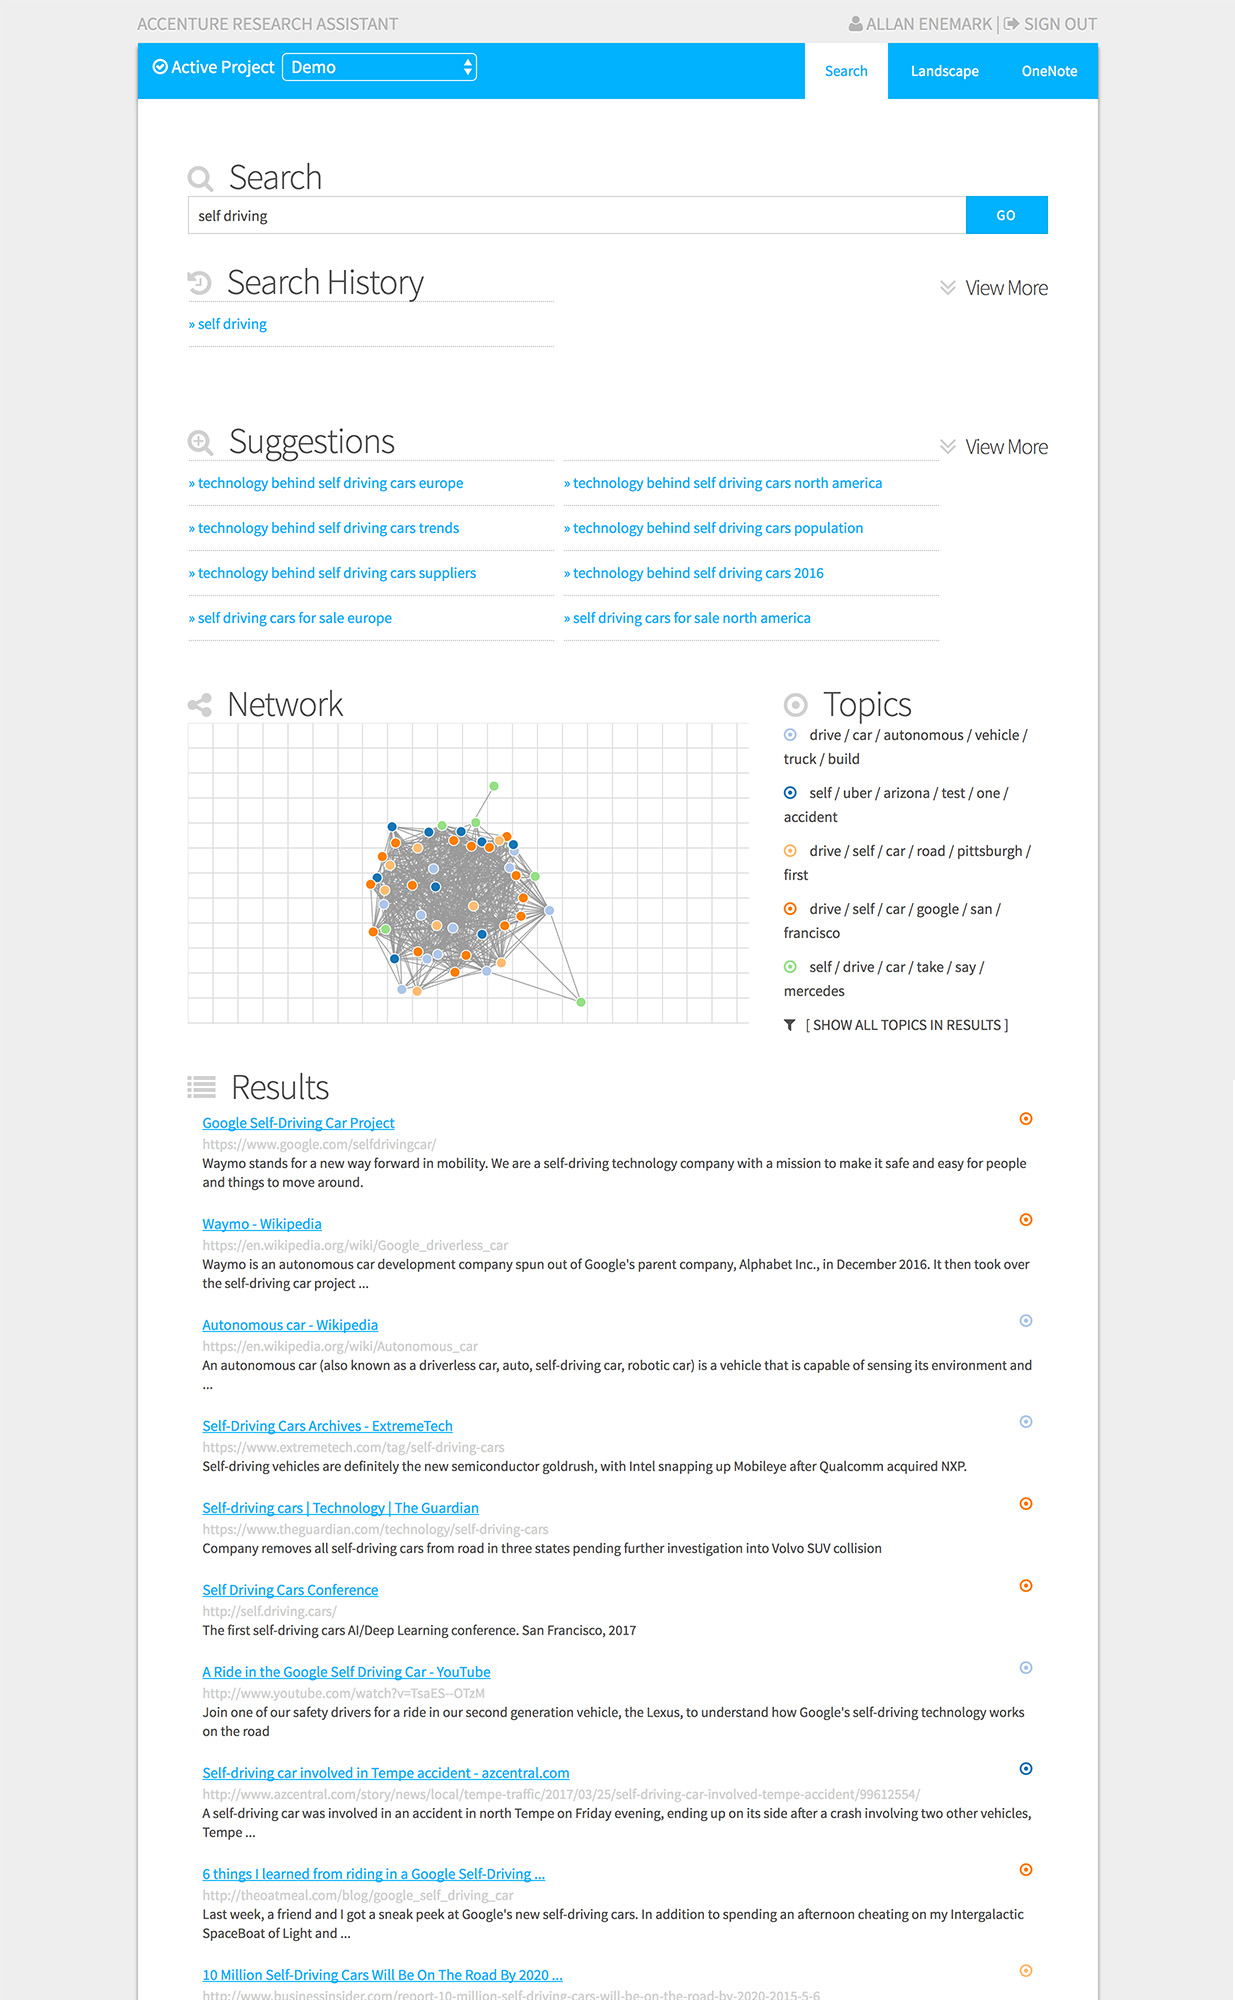 ACCENTURE RESEARCH ASSISTANT
ALLAN ENEMARK | SIGN OUT
Active Project Demo
Search Landscape OneNote
Search
self driving GO
Search History View More
» self driving
Suggestions View More
» technology behind self driving cars europe » technology behind self driving cars north america
» technology behind self driving cars trends » technology behind self driving cars population
» technology behind self driving cars suppliers » technology behind self driving cars 2016
» self driving cars for sale europe » self driving cars for sale north america
Network
Topics
drive / car / autonomous / vehicle /
truck / build
self / uber / arizona / test / one /
accident
drive / self / car / road / pittsburgh /
first
drive / self / car / google / san /
francisco
self / drive / car / take / say /
mercedes
[ SHOW ALL TOPICS IN RESULTS ]
Results
Google Self-Driving Car Project
https://www.google.com/selfdrivingcar/
Waymo stands for a new way forward in mobility. We are a self-driving technology company with a mission to make it safe and easy for people
and things to move around.
Waymo - Wikipedia
https://en.wikipedia.org/wiki/Google_driverless_car
Waymo is an autonomous car development company spun out of Google's parent company, Alphabet Inc., in December 2016. It then took over
the self-driving car project ...
Autonomous car - Wikipedia
https://en.wikipedia.org/wiki/Autonomous_car
An autonomous car (also known as a driverless car, auto, self-driving car, robotic car) is a vehicle that is capable of sensing its environment and
...
Self-Driving Cars Archives - ExtremeTech
https://www.extremetech.com/tag/self-driving-cars
Self-driving vehicles are definitely the new semiconductor goldrush, with Intel snapping up Mobileye after Qualcomm acquired NXP.
Self-driving cars | Technology | The Guardian
https://www.theguardian.com/technology/self-driving-cars
Company removes all self-driving cars from road in three states pending further investigation into Volvo SUV collision
Self Driving Cars Conference
http://self.driving.cars/
The first self-driving cars AI/Deep Learning conference. San Francisco, 2017
A Ride in the Google Self Driving Car - YouTube
http://www.youtube.com/watch?v=TsaES--OTzM
Join one of our safety drivers for a ride in our second generation vehicle, the Lexus, to understand how Google's self-driving technology works
on the road
Self-driving car involved in Tempe accident - azcentral.com
http://www.azcentral.com/story/news/local/tempe-traffic/2017/03/25/self-driving-car-involved-tempe-accident/99612554/
A self-driving car was involved in an accident in north Tempe on Friday evening, ending up on its side after a crash involving two other vehicles,
Tempe ...
6 things I learned from riding in a Google Self-Driving ...
http://theoatmeal.com/blog/google_self_driving_car
Last week, a friend and I got a sneak peek at Google's new self-driving cars. In addition to spending an afternoon cheating on my Intergalactic
SpaceBoat of Light and ...
10 Million Self-Driving Cars Will Be On The Road By 2020 ...
http://www.businessinsider.com/report-10-million-self-driving-cars-will-be-on-the-road-by-2020-2015-5-6